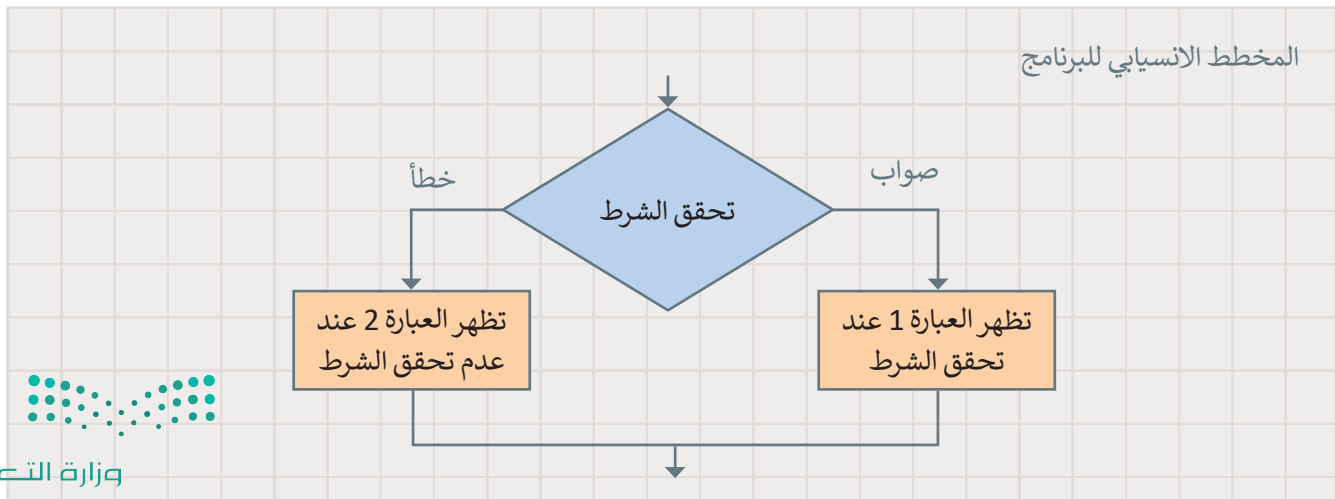 المخطط الانسيابي للبرنامج
صواب
خطأ
تحقق الشرط
تظهر العبارة 1 عند
تحقق الشرط
تظهر العبارة 2 عند
عدم تحقق الشرط
وزارة